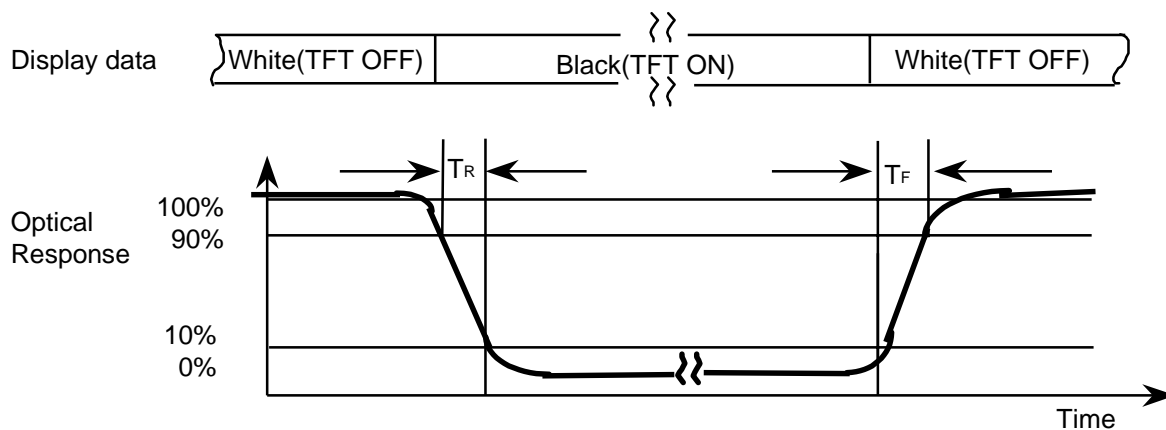 Display data
White(TFT OFF)
Black(TFT ON)
White(TFT OFF)
TR
TF
Optical
Response
100%
90%
10%
0%
Time